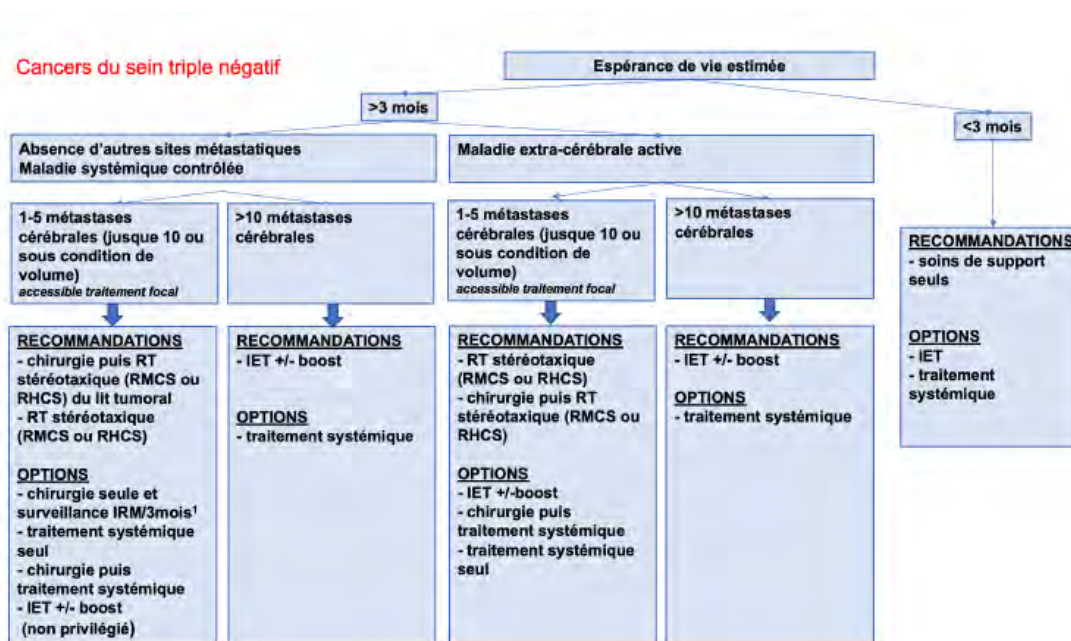 Cancers du sein triple négatif
Espérance de vie estimée
>3 mois
<3 mois
Absence d'autres sites métastatiques
Maladie systémique contrôlée
Maladie extra-cérébrale active
1-5 métastases
cérébrales (jusque 10 ou
sous condition de
volume)
accessible traitement focal
>10 métastases
cérébrales
1-5 métastases
cérébrales (jusque 10 ou
sous condition de
volume)
accessible traitement focal
>10 métastases
cérébrales
RECOMMANDATIONS
- chirurgie puis RT
stéréotaxique (RMCS ou
RHCS) du lit tumoral
- RT stéréotaxique
(RMCS ou RHCS)
OPTIONS
- chirurgie seule et
surveillance IRM/3mois¹
- traitement systémique
seul
- chirurgie puis
traitement systémique
- IET +/- boost
(non privilégié)
RECOMMANDATIONS
- IET +/- boost
OPTIONS
- traitement systémique
RECOMMANDATIONS
- RT stéréotaxique
(RMCS ou RHCS)
- chirurgie puis RT
stéréotaxique (RMCS ou
RHCS)
OPTIONS
- IET +/-boost
- chirurgie puis
traitement systémique
- traitement systémique
seul
RECOMMANDATIONS
- IET +/- boost
OPTIONS
- traitement systémique
RECOMMANDATIONS
- soins de support
seuls
OPTIONS
- IET
- traitement
systémique